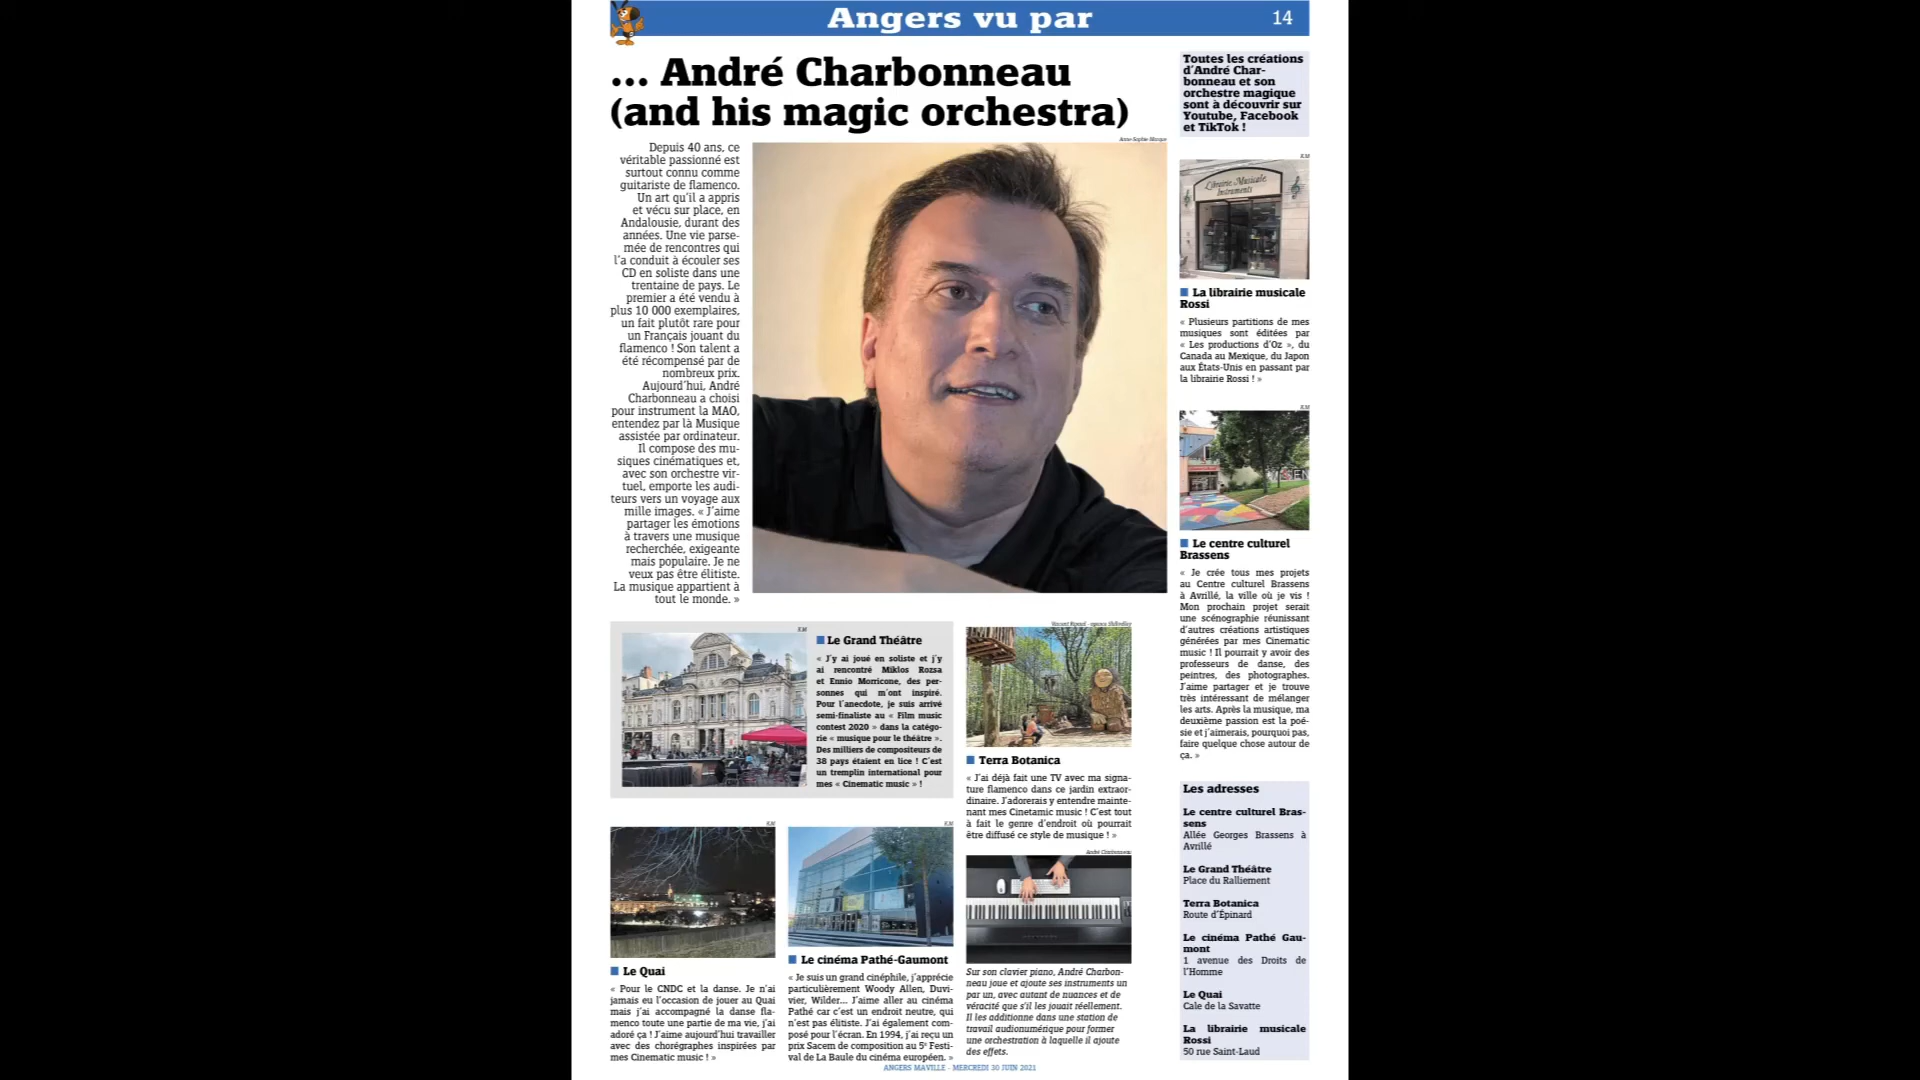 Angers vu par
14
... André Charbonneau
(and his magic orchestra)
Anne-Sophie Marque
Depuis 40 ans, ce
véritable passionné est
surtout connu comme
guitariste de flamenco.
Un art qu'il a appris
et vécu sur place, en
Andalousie, durant des
années. Une vie parse-
mée de rencontres qui
l'a conduit à écouler ses
CD en soliste dans une
trentaine de pays. Le
premier a été vendu à
plus 10 000 exemplaires,
un fait plutôt rare pour
un Français jouant du
flamenco ! Son talent a
été récompensé par de
nombreux prix.
Aujourd'hui, André
Charbonneau a choisi
pour instrument la MAO,
entendez par là Musique
assistée par ordinateur.
Il compose des mu-
siques cinématiques et,
avec son orchestre vir-
tuel, emporte les audi-
teurs vers un voyage aux
mille images. « J'aime
partager les émotions
à travers une musique
recherchée, exigeante
mais populaire. Je ne
veux pas être élitiste.
La musique appartient à
tout le monde. »
K.M
■ Le Grand Théâtre
« J'y ai joué en soliste et j'y
ai rencontré Miklos Rozsa
et Ennio Morricone, des per-
sonnes qui m'ont inspiré.
Pour l'anecdote, je suis arrivé
semi-finaliste au « Film music
contest 2020 » dans la catégo-
rie « musique pour le théâtre ».
Des milliers de compositeurs de
38 pays étaient en lice ! C'est
un tremplin international pour
mes « Cinematic music » !
K.M
■ Le Quai
« Pour le CNDC et la danse. Je n'ai
jamais eu l'occasion de jouer au Quai
mais j'ai accompagné la danse fla-
menco toute une partie de ma vie, j'ai
adoré ça ! J'aime aujourd'hui travailler
avec des chorégraphes inspirées par
mes Cinematic music ! »
K.M
■ Le cinéma Pathé-Gaumont
« Je suis un grand cinéphile, j'apprécie
particulièrement Woody Allen, Duvi-
vier, Wilder... J'aime aller au cinéma
Pathé car c'est un endroit neutre, qui
n'est pas élitiste. J'ai également com-
posé pour l'écran. En 1994, j'ai reçu un
prix Sacem de composition au 5e Festi-
val de La Baule du cinéma européen. »
■ Terra Botanica
« J'ai déjà fait une TV avec ma signa-
ture flamenco dans ce jardin extraor-
dinaire. J'adorerais y entendre mainte-
nant mes Cinetamic music ! C'est tout
à fait le genre d'endroit où pourrait
être diffusé ce style de musique ! »
André Charbonneau
Sur son clavier piano, André Charbon-
neau joue et ajoute ses instruments un
par un, avec autant de nuances et de
véracité que s'il les jouait réellement.
Il les additionne dans une station de
travail audionumérique pour former
une orchestration à laquelle il ajoute
des effets.
Toutes les créations
d'André Char-
bonneau et son
orchestre magique
sont à découvrir sur
Youtube, Facebook
et TikTok !
K.M
Librairie Musicale
Instruments
■ La librairie musicale
Rossi
« Plusieurs partitions de mes
musiques sont éditées par
« Les productions d'Oz », du
Canada au Mexique, du Japon
aux États-Unis en passant par
la librairie Rossi ! »
K.M
■ Le centre culturel
Brassens
« Je crée tous mes projets
au Centre culturel Brassens
à Avrillé, la ville où je vis !
Mon prochain projet serait
une scénographie réunissant
d'autres créations artistiques
générées par mes Cinematic
music ! Il pourrait y avoir des
professeurs de danse, des
peintres, des photographes.
J'aime partager et je trouve
très intéressant de mélanger
les arts. Après la musique, ma
deuxième passion est la poé-
sie et j'aimerais, pourquoi pas,
faire quelque chose autour de
ça. »
Les adresses
Le centre culturel Bras-
sens
Allée Georges Brassens à
Avrillé
Le Grand Théâtre
Place du Ralliement
Terra Botanica
Route d'Épinard
Le cinéma Pathé Gau-
mont
1 avenue des Droits de
l'Homme
Le Quai
Cale de la Savatte
La librairie musicale
Rossi
50 rue Saint-Laud
ANGERS MAVILLE - MERCREDI 30 JUIN 2021